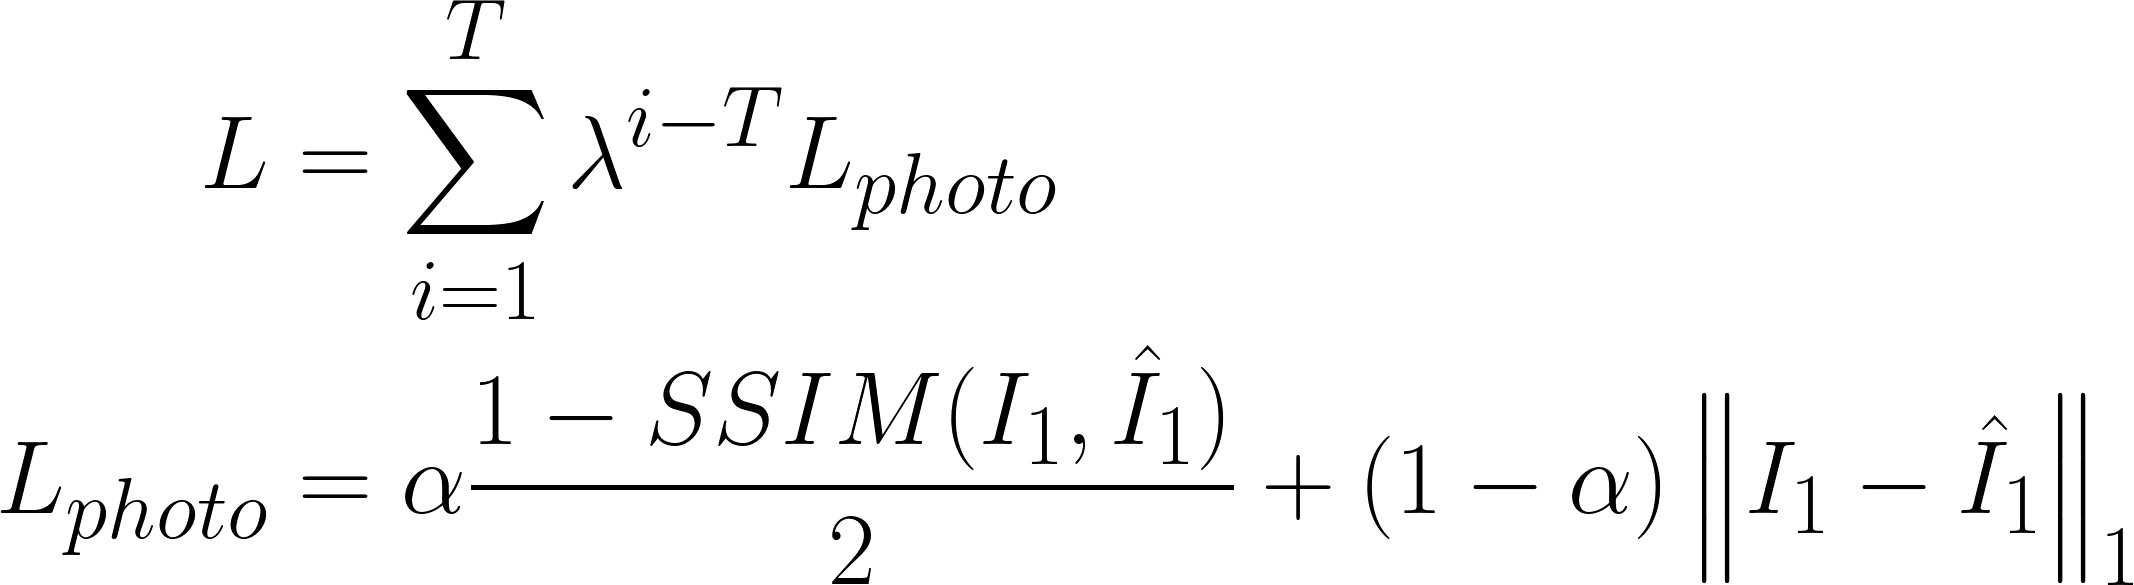 L = \sum_{i=1}^{T} \lambda^{i-T} L_{photo}
L_{photo} = \alpha \frac{1 - SSIM(I_1, \hat{I}_1)}{2} + (1 - \alpha) \left\| I_1 - \hat{I}_1 \right\|_1